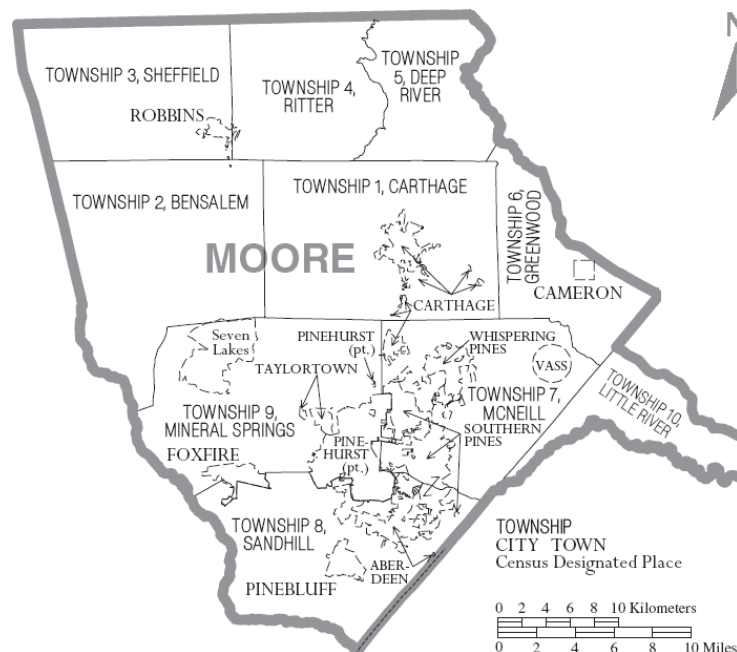 N
TOWNSHIP 3, SHEFFIELD
TOWNSHIP 4,
RITTER
TOWNSHIP
5, DEEP
RIVER
ROBBINS
TOWNSHIP 2, BENSALEM
TOWNSHIP 1, CARTHAGE
TOWNSHIP 6,
GREENWOOD
MOORE
CARTHAGE
CAMERON
Seven
Lakes
PINEHURST
(pt.)
WHISPERING
PINES
TAYLORTOWN
VASS
TOWNSHIP 10,
LITTLE RIVER
TOWNSHIP 9,
MINERAL SPRINGS
TOWNSHIP 7,
MCNEILL
FOXFIRE
PINE-
HURST
(pt.)
SOUTHERN
PINES
TOWNSHIP 8,
SANDHILL
PINEBLUFF
ABER-
DEEN
TOWNSHIP
CITY TOWN
Census Designated Place
0 2 4 6 8 10 Kilometers
0 2 4 6 8 10 Miles